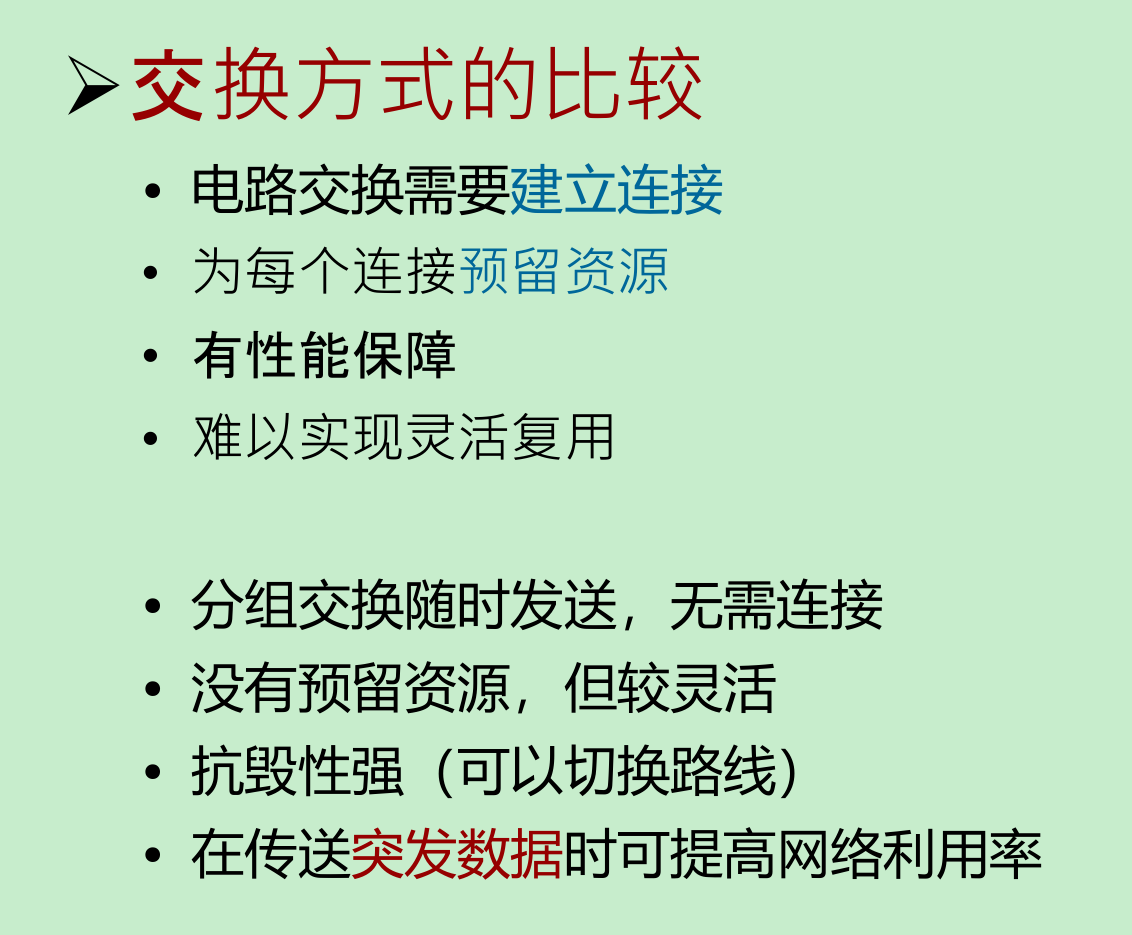 ➢交换方式的比较
• 电路交换需要建立连接
• 为每个连接预留资源
• 有性能保障
• 难以实现灵活复用
• 分组交换随时发送，无需连接
• 没有预留资源，但较灵活
• 抗毁性强（可以切换路线）
• 在传送突发数据时可提高网络利用率